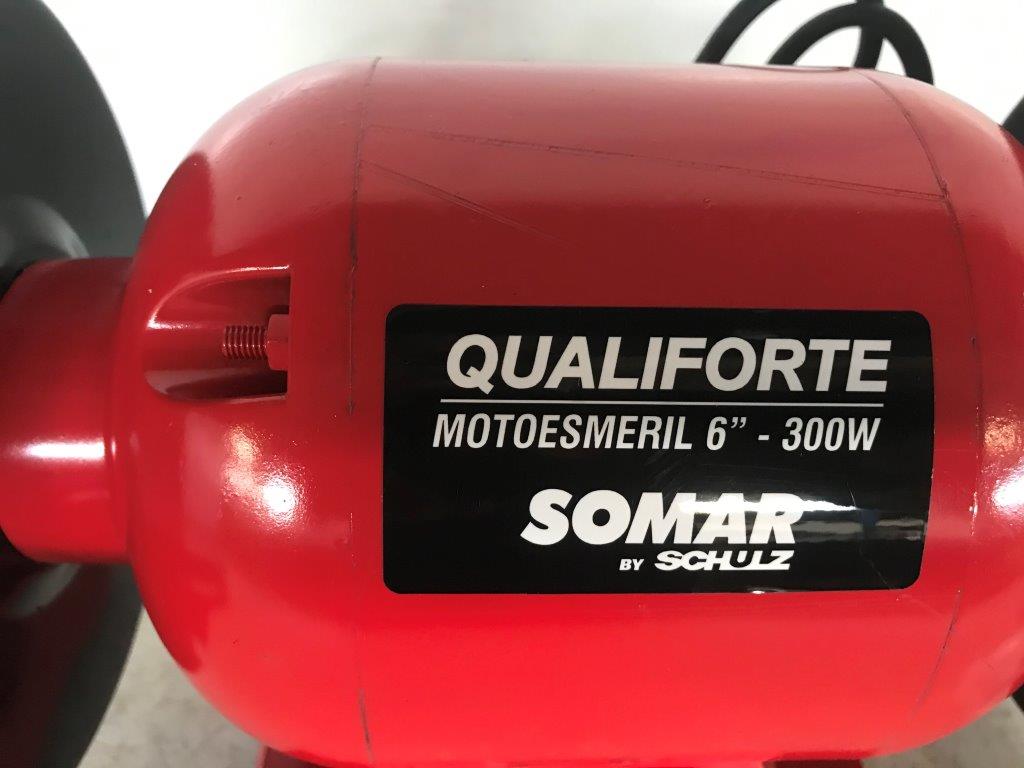 QUALIFORTE
MOTOESMERIL 6” - 300W
SOMAR
BY SCHULZ